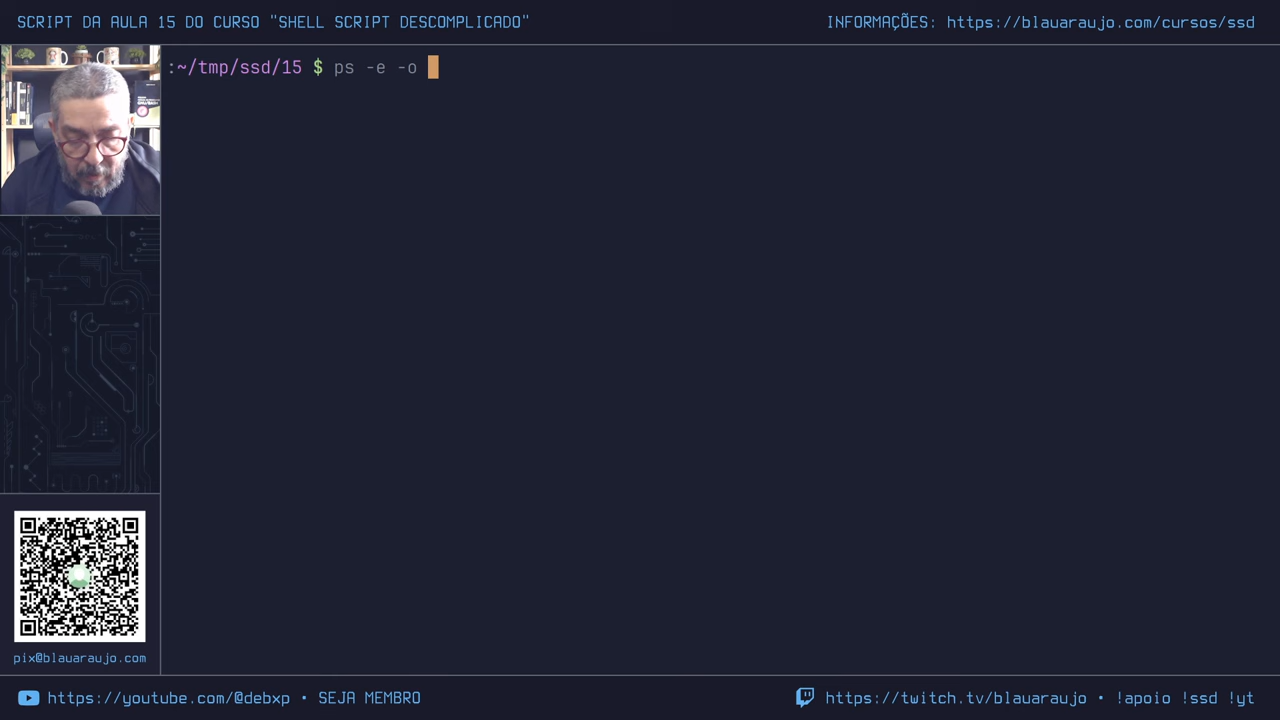 SCRIPT DA AULA 15 DO CURSO "SHELL SCRIPT DESCOMPLICADO"
INFORMAÇÕES: https://blauaraujo.com/cursos/ssd
:~/tmp/ssd/15 $ ps -e -o
pix@blauaraujo.com
https://youtube.com/@debxp • SEJA MEMBRO
https://twitch.tv/blauaraujo • !apoio !ssd !yt